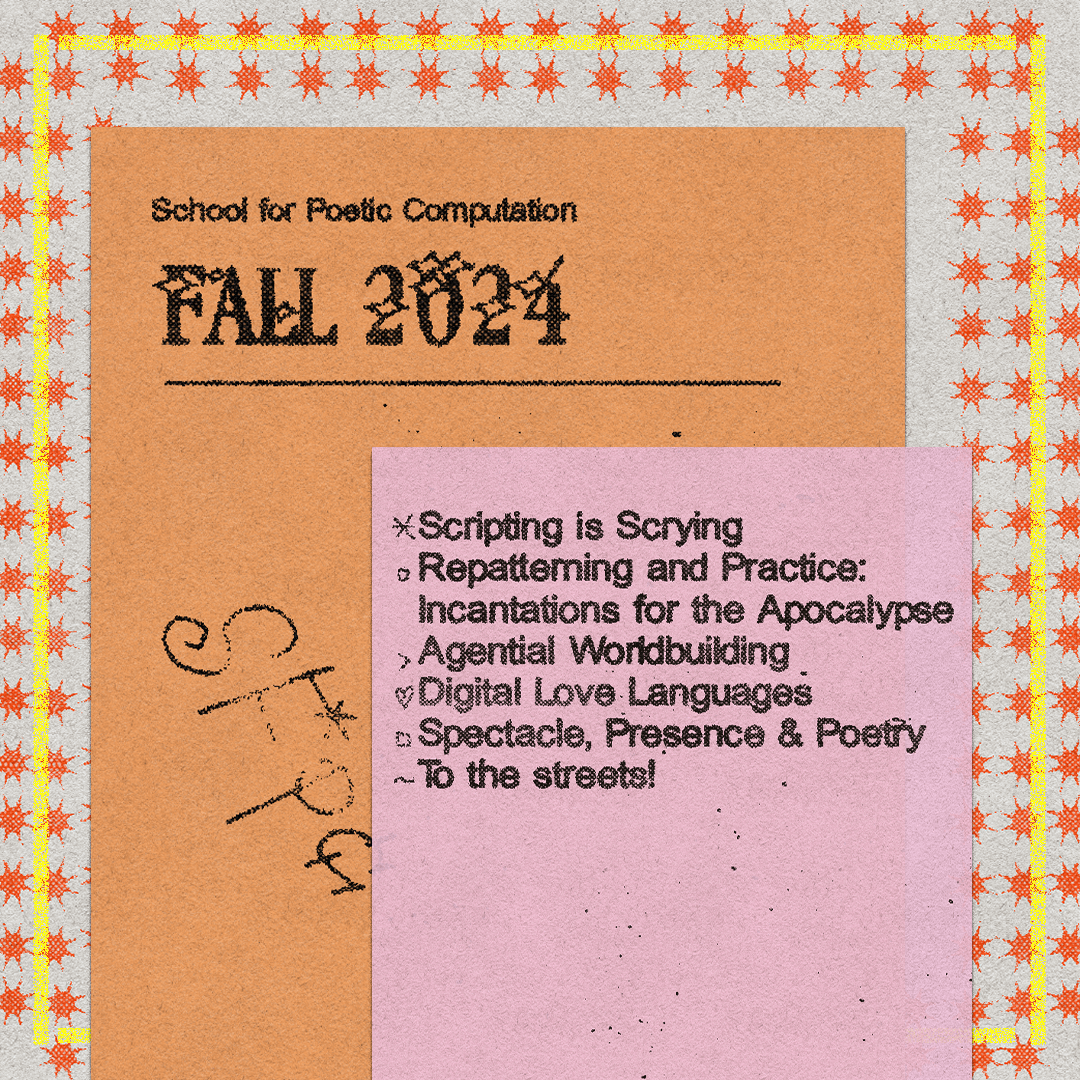 School for Poetic Computation
FALL 2024
Scripting is Scrying
Repatterning and Practice:
Incantations for the Apocalypse
Agential Worldbuilding
Digital Love Languages
Spectacle, Presence & Poetry
To the streets!
SFPC